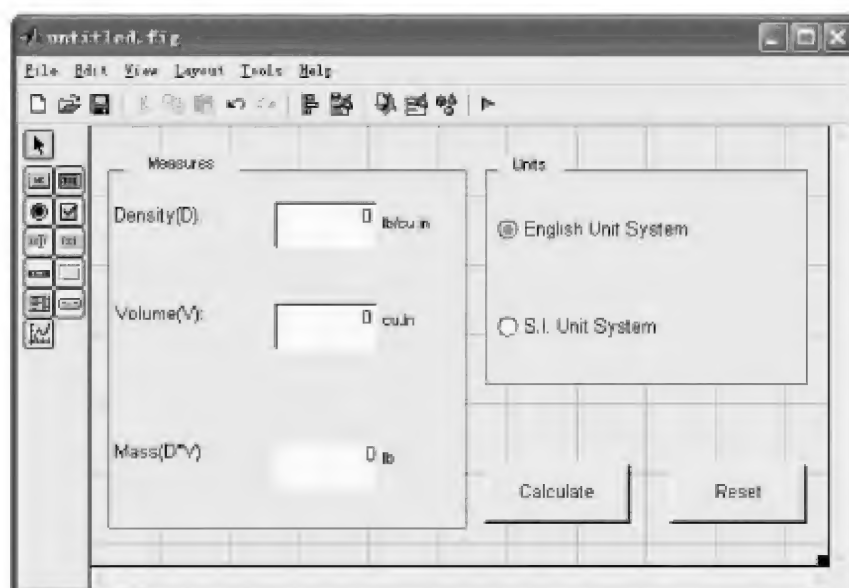 untitled.fig
File Edit View Layout Tools Help
Measures
Density(D):
0 lb/cu.in
Volume(V):
0 cu.in
Mass(D*V)
0 lb
Units
English Unit System
S.I. Unit System
Calculate
Reset